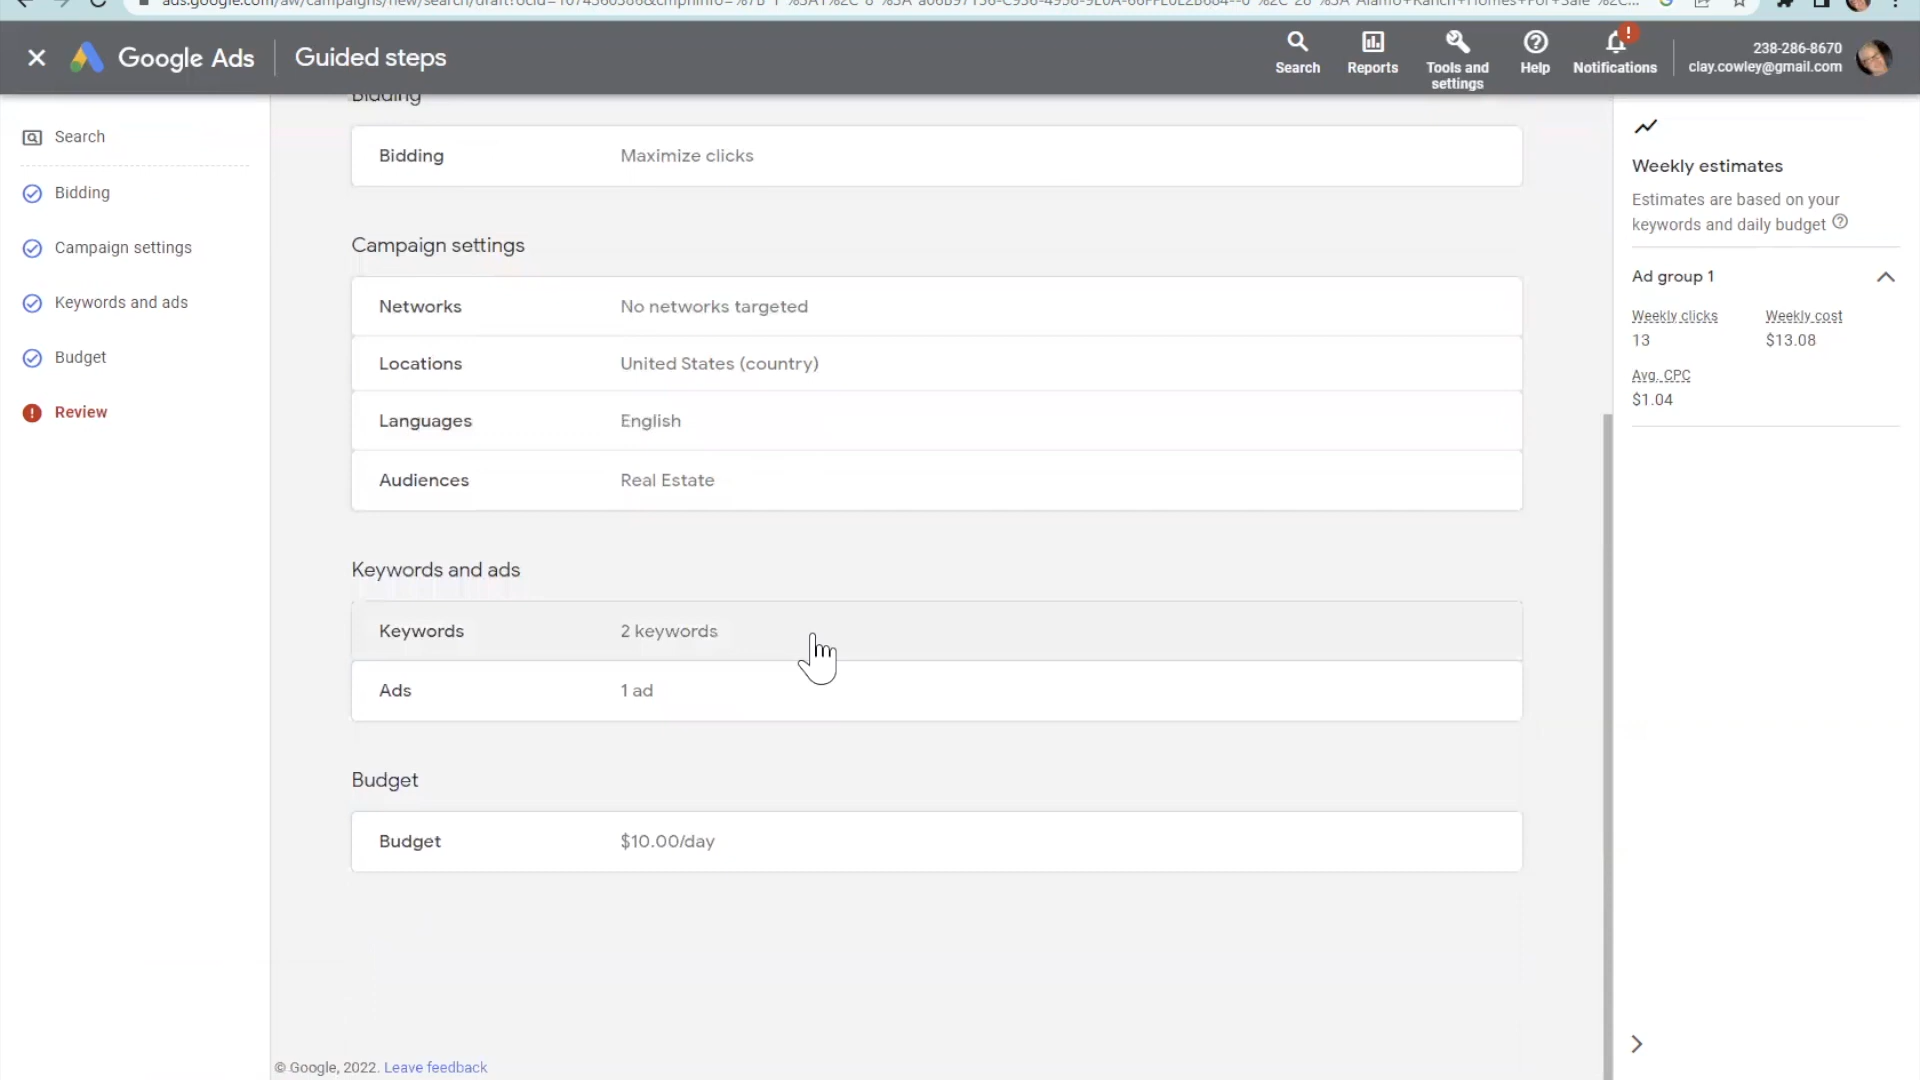 Google Ads
Guided steps
Search
Reports
Tools and
settings
Help
Notifications
!
238-286-8670
clay.cowley@gmail.com
Search
Bidding
Campaign settings
Keywords and ads
Budget
! Review
Bidding
Bidding Maximize clicks
Campaign settings
Networks No networks targeted
Locations United States (country)
Languages English
Audiences Real Estate
Keywords and ads
Keywords 2 keywords
Ads 1 ad
Budget
Budget $10.00/day
© Google, 2022. Leave feedback
Weekly estimates
Estimates are based on your
keywords and daily budget
Ad group 1
Weekly clicks Weekly cost
13 $13.08
Avg. CPC
$1.04